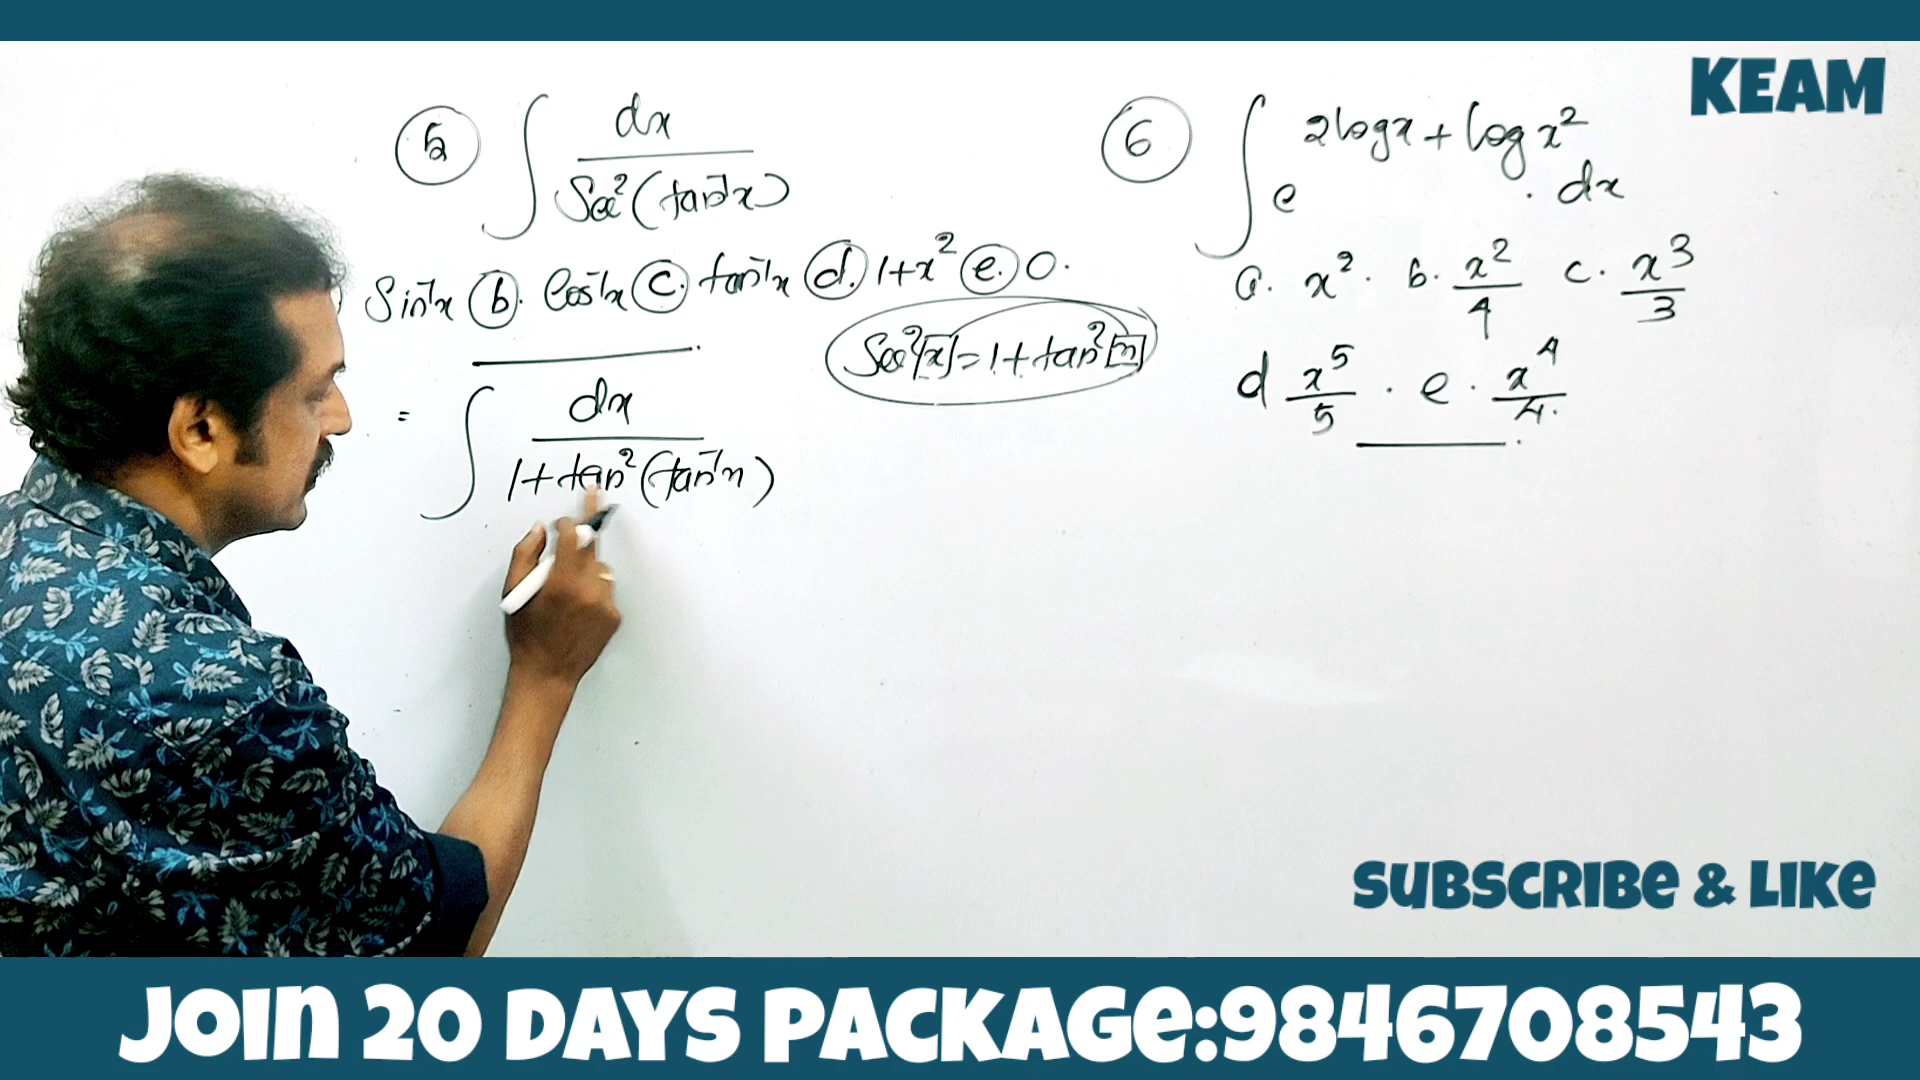 KEAM
5 ∫ dx / Sec²(tan⁻¹x)
Sin⁻¹x b. Cos⁻¹x c. tan⁻¹x d. 1+x² e. 0.
Sec²[x] = 1+tan²[x]
= ∫ dx / 1+tan²(tan⁻¹x)
6 ∫ e^(2logx + logx²) . dx
a. x². b. x²/4 c. x³/3
d x⁵/5 . e. x⁴/4.
SUBSCRIBE & LIKE
JOIN 20 DAYS PACKAGE:9846708543